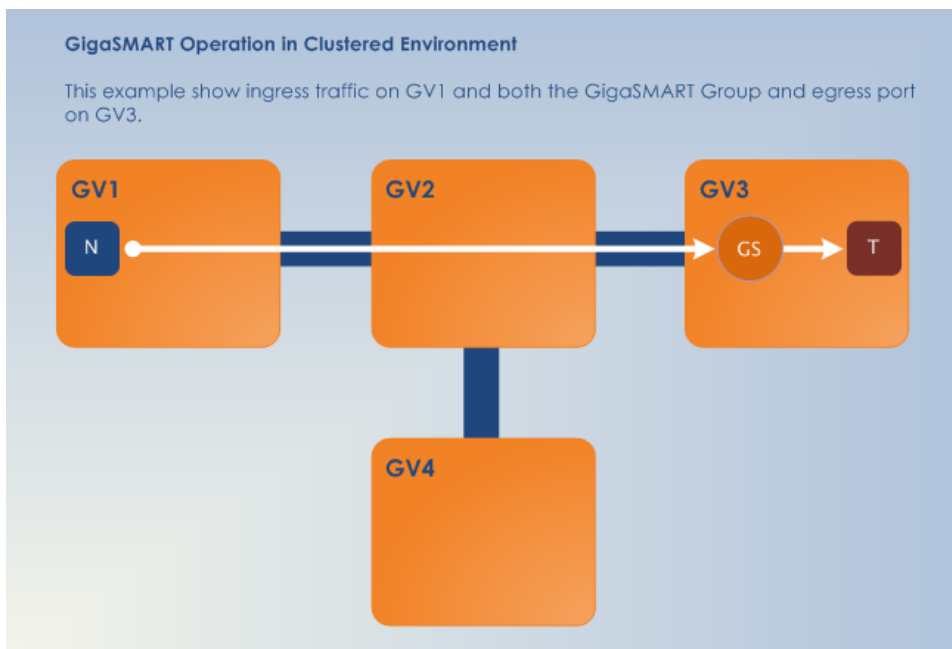 GigaSMART Operation in Clustered Environment
This example show ingress traffic on GV1 and both the GigaSMART Group and egress port
on GV3.
GV1
GV2
GV3
N
GS
T
GV4